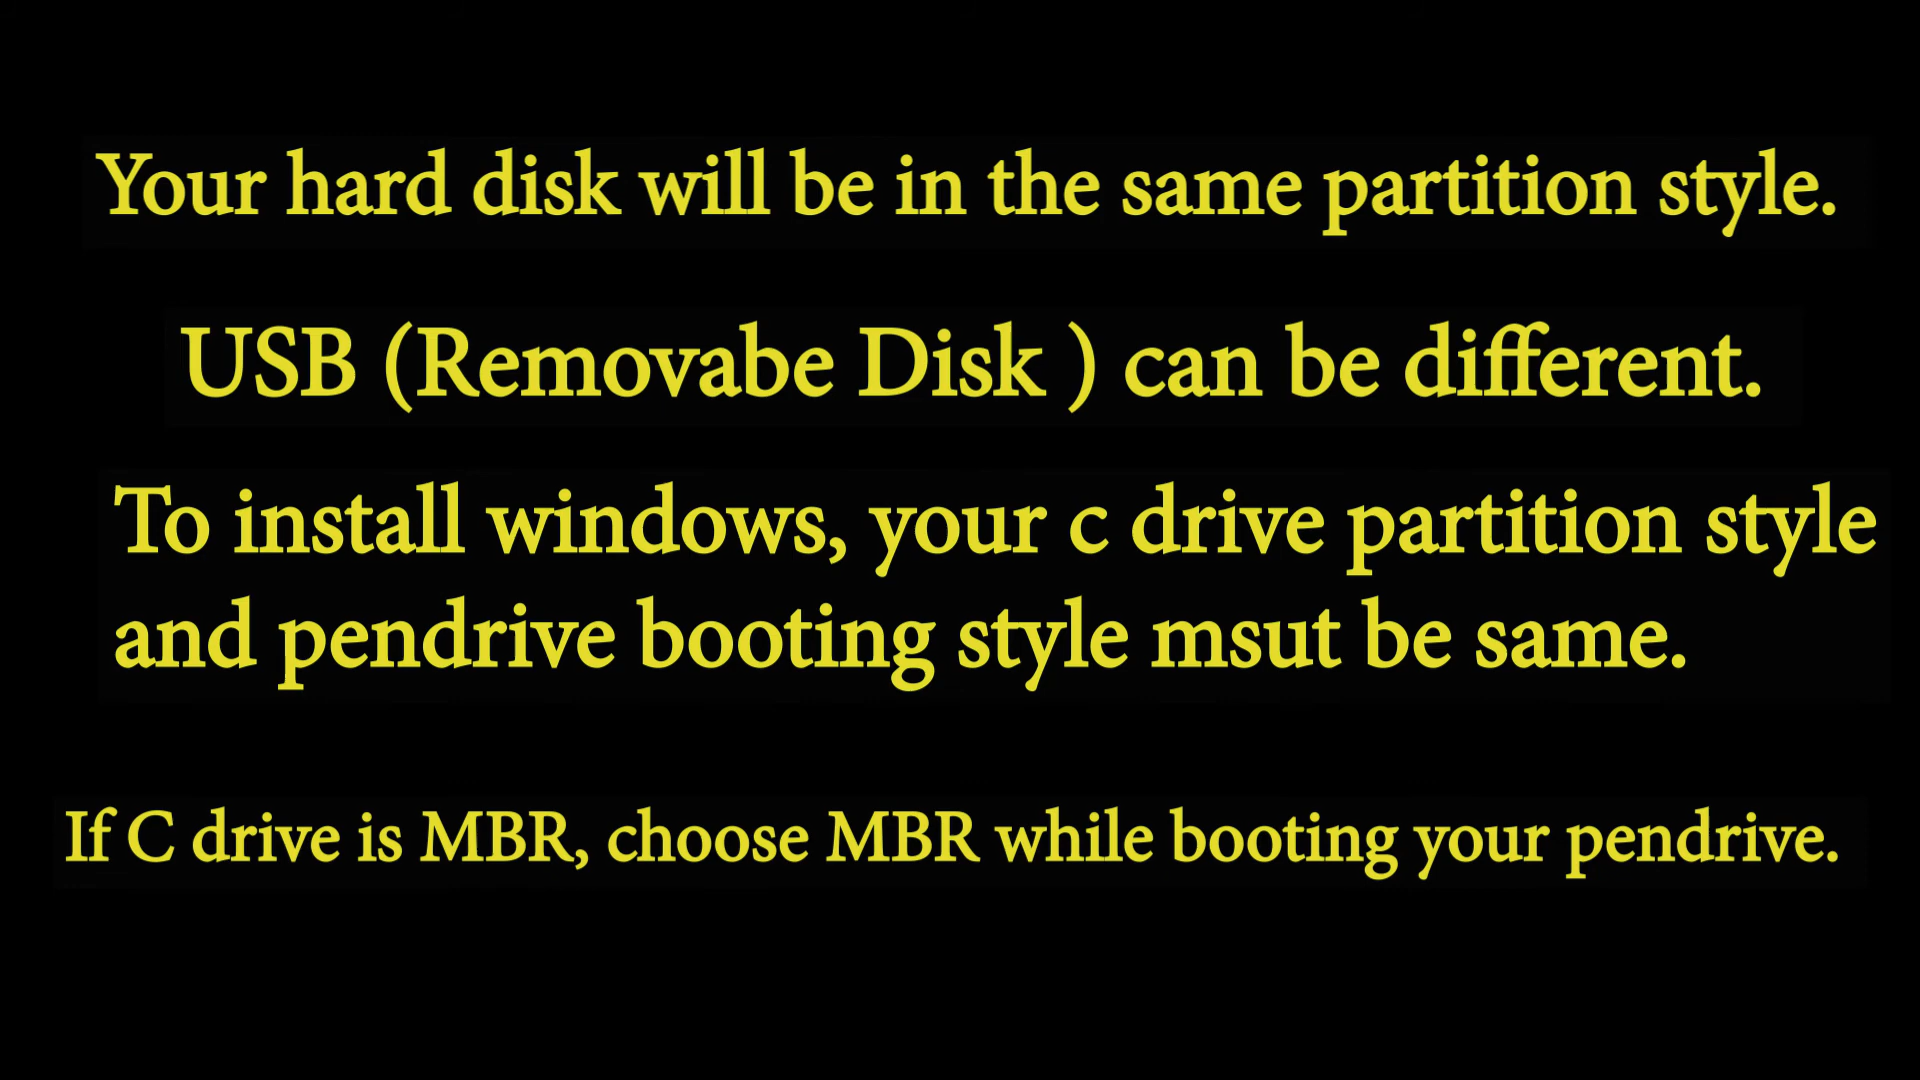 Your hard disk will be in the same partition style.
USB (Removabe Disk ) can be different.
To install windows, your c drive partition style
and pendrive booting style msut be same.
If C drive is MBR, choose MBR while booting your pendrive.